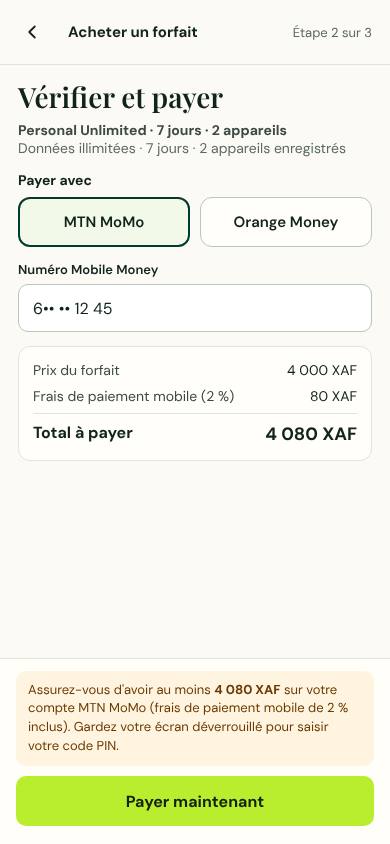 Acheter un forfait
Étape 2 sur 3
Vérifier et payer
Personal Unlimited · 7 jours · 2 appareils
Données illimitées · 7 jours · 2 appareils enregistrés
Payer avec
MTN MoMo
Orange Money
Numéro Mobile Money
6•• •• 12 45
Prix du forfait
4 000 XAF
Frais de paiement mobile (2 %)
80 XAF
Total à payer
4 080 XAF
Assurez-vous d'avoir au moins 4 080 XAF sur votre
compte MTN MoMo (frais de paiement mobile de 2 %
inclus). Gardez votre écran déverrouillé pour saisir
votre code PIN.
Payer maintenant